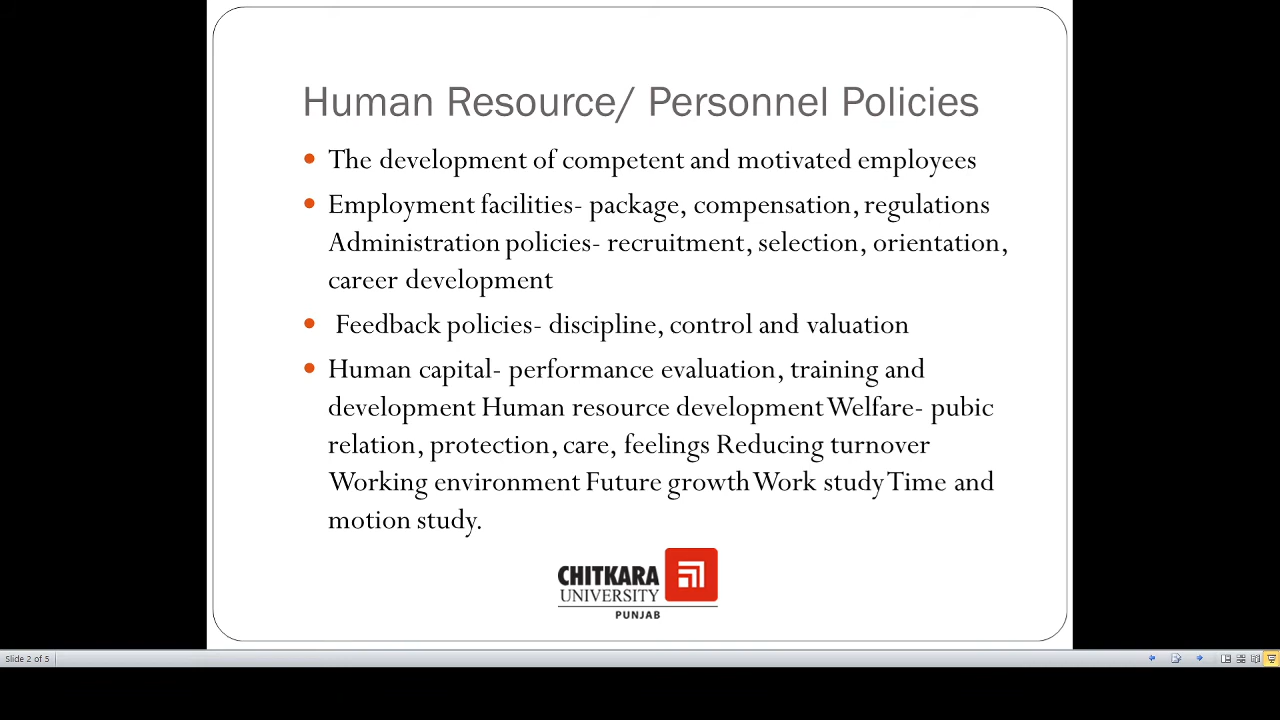 Human Resource/ Personnel Policies
• The development of competent and motivated employees
• Employment facilities- package, compensation, regulations
Administration policies- recruitment, selection, orientation,
career development
• Feedback policies- discipline, control and valuation
• Human capital- performance evaluation, training and
development Human resource development Welfare- pubic
relation, protection, care, feelings Reducing turnover
Working environment Future growth Work study Time and
motion study.
CHITKARA
UNIVERSITY
PUNJAB
Slide 2 of 5